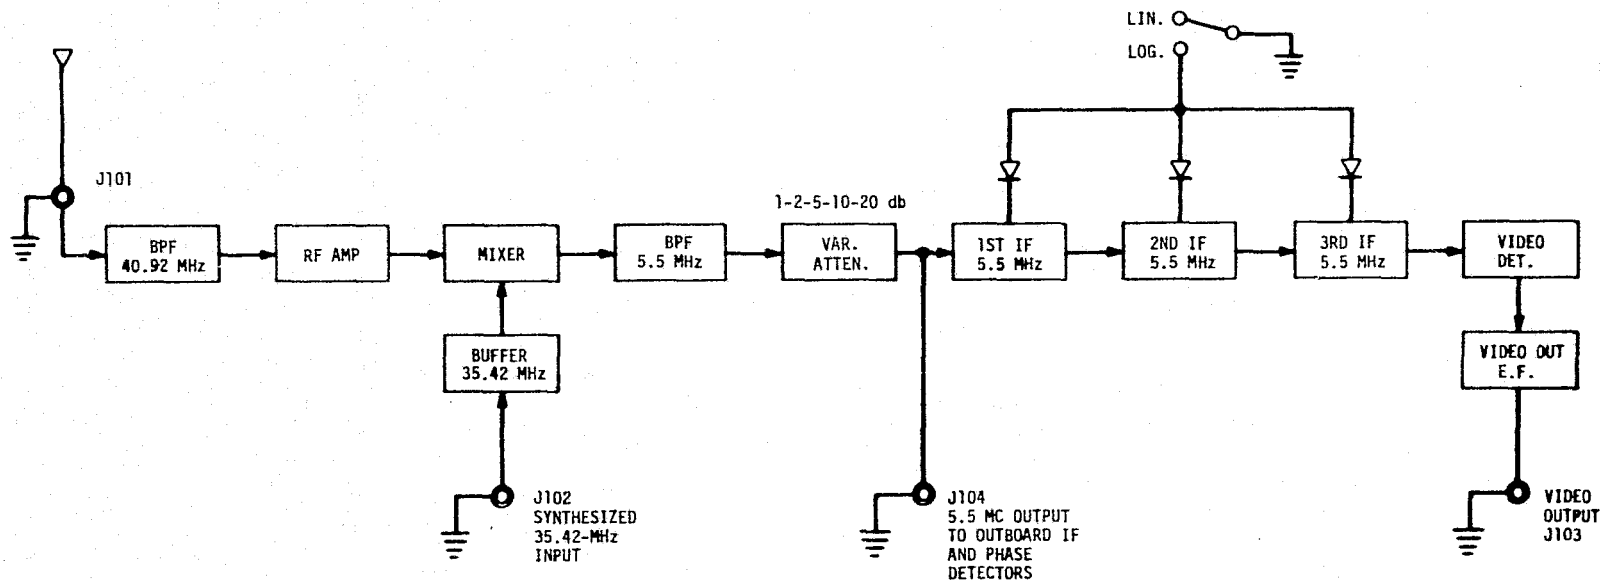 LIN.
LOG.
J101
1-2-5-10-20 db
BPF
40.92 MHz
RF AMP
MIXER
BPF
5.5 MHz
VAR.
ATTEN.
1ST IF
5.5 MHz
2ND IF
5.5 MHz
3RD IF
5.5 MHz
VIDEO
DET.
BUFFER
35.42 MHz
VIDEO OUT
E.F.
J102
SYNTHESIZED
35.42-MHz
INPUT
J104
5.5 MC OUTPUT
TO OUTBOARD IF
AND PHASE
DETECTORS
VIDEO
OUTPUT
J103